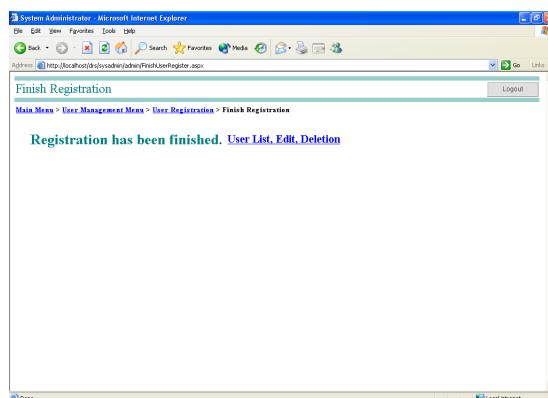 System Administrator - Microsoft Internet Explorer
File Edit View Favorites Tools Help
Back Search Favorites Media
Address http://localhost/drs/sysadmin/admin/FinishUserRegister.aspx Go Links
Finish Registration Logout
Main Menu > User Management Menu > User Registration > Finish Registration
Registration has been finished. User List, Edit, Deletion
Done Local intranet